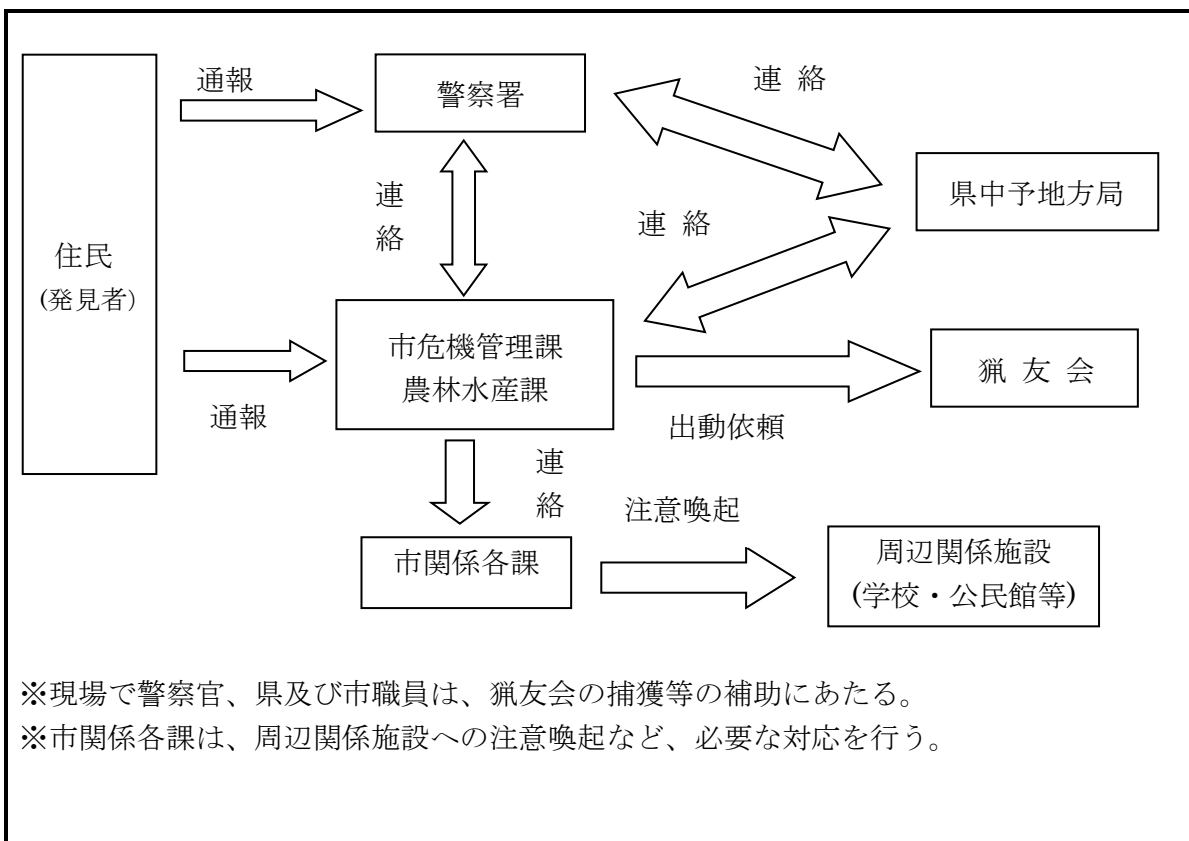 通報
警察署
連 絡
県中予地方局
連
絡
連 絡
住民
(発見者)
市危機管理課
農林水産課
通報
猟 友 会
出動依頼
連
絡
注意喚起
市関係各課
周辺関係施設
(学校・公民館等)
※現場で警察官、県及び市職員は、猟友会の捕獲等の補助にあたる。
※市関係各課は、周辺関係施設への注意喚起など、必要な対応を行う。